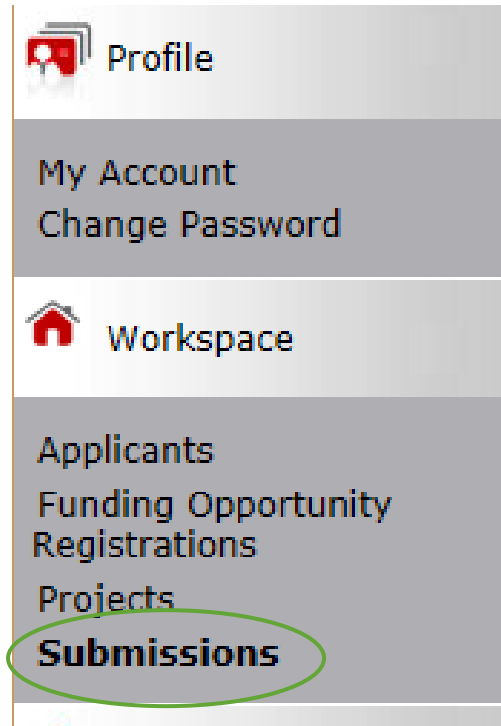 Profile
My Account
Change Password
Workspace
Applicants
Funding Opportunity
Registrations
Projects
Submissions